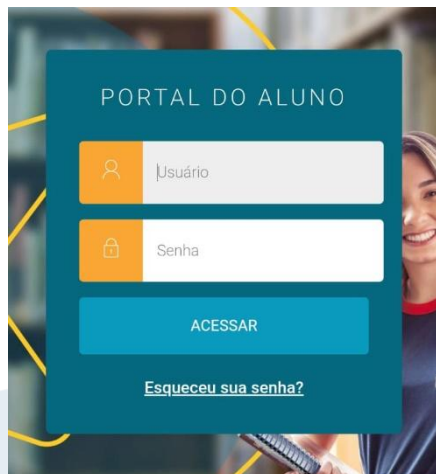 PORTAL DO ALUNO
Usuário
Senha
ACESSAR
Esqueceu sua senha?